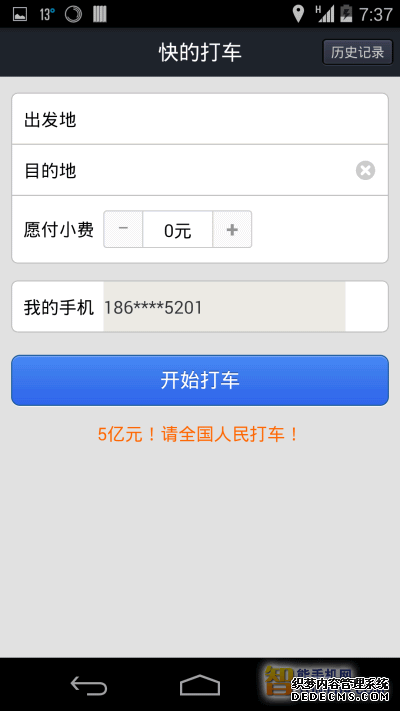 13° H 7:37
快的打车 历史记录
出发地
目的地
愿付小费 − 0元 +
我的手机 186****5201
开始打车
5亿元！请全国人民打车！
智能手机网
织梦内容管理系统
DEDECMS.COM